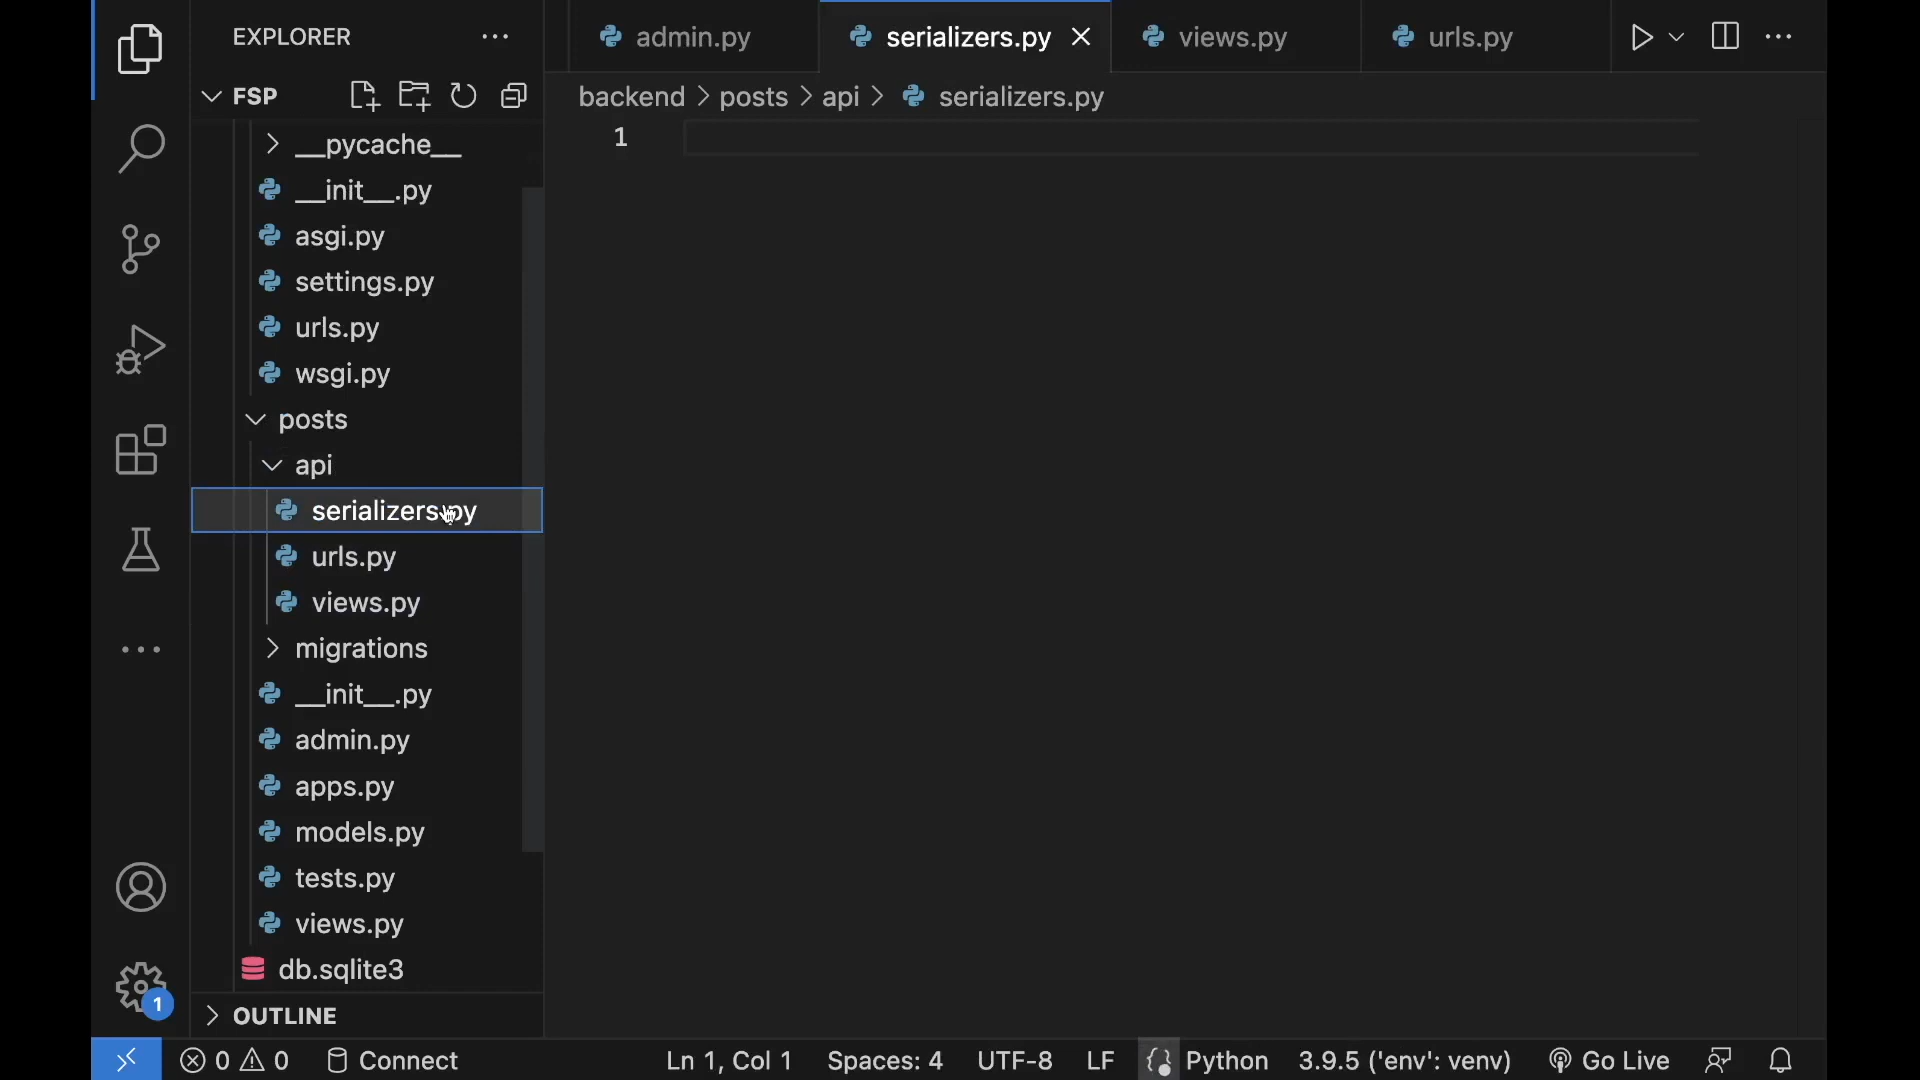 EXPLORER
admin.py
serializers.py
views.py
urls.py
FSP
backend > posts > api > serializers.py
1
__pycache__
__init__.py
asgi.py
settings.py
urls.py
wsgi.py
posts
api
serializers.py
urls.py
views.py
migrations
__init__.py
admin.py
apps.py
models.py
tests.py
views.py
db.sqlite3
1
OUTLINE
0 0 Connect Ln 1, Col 1 Spaces: 4 UTF-8 LF {} Python 3.9.5 ('env': venv) Go Live